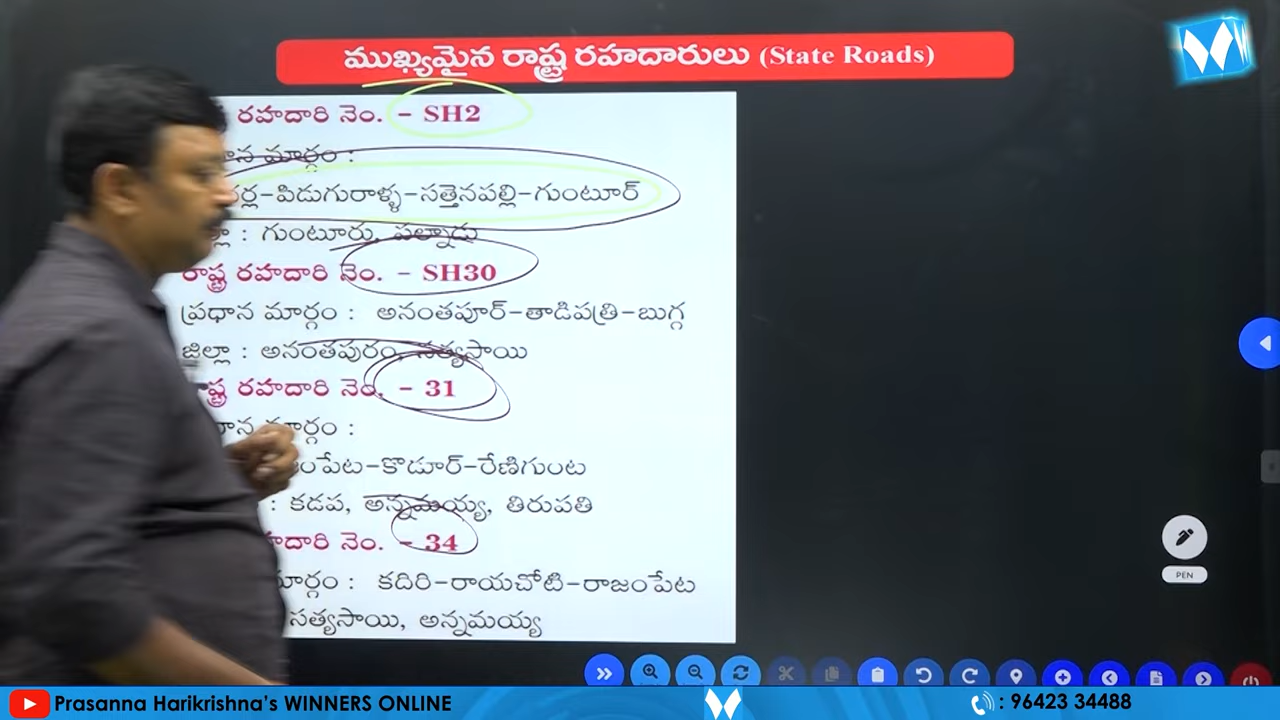 ముఖ్యమైన రాష్ట్ర రహదారులు (State Roads)
రహదారి నెం. - SH2
మార్గం :
పిడుగురాళ్ళ-సత్తెనపల్లి-గుంటూర్
: గుంటూరు, పల్నాడు
రాష్ట్ర రహదారి నెం. - SH30
ప్రధాన మార్గం : అనంతపూర్-తాడిపత్రి-బుగ్గ
జిల్లా : అనంతపురం, సత్యసాయి
రహదారి నెం. - 31
మార్గం :
కొడూర్-రేణిగుంట
: కడప, అన్నమయ్య, తిరుపతి
నెం. - 34
మార్గం : కదిరి-రాయచోటి-రాజంపేట
సత్యసాయి, అన్నమయ్య
PEN
Prasanna Harikrishna's WINNERS ONLINE
: 96423 34488